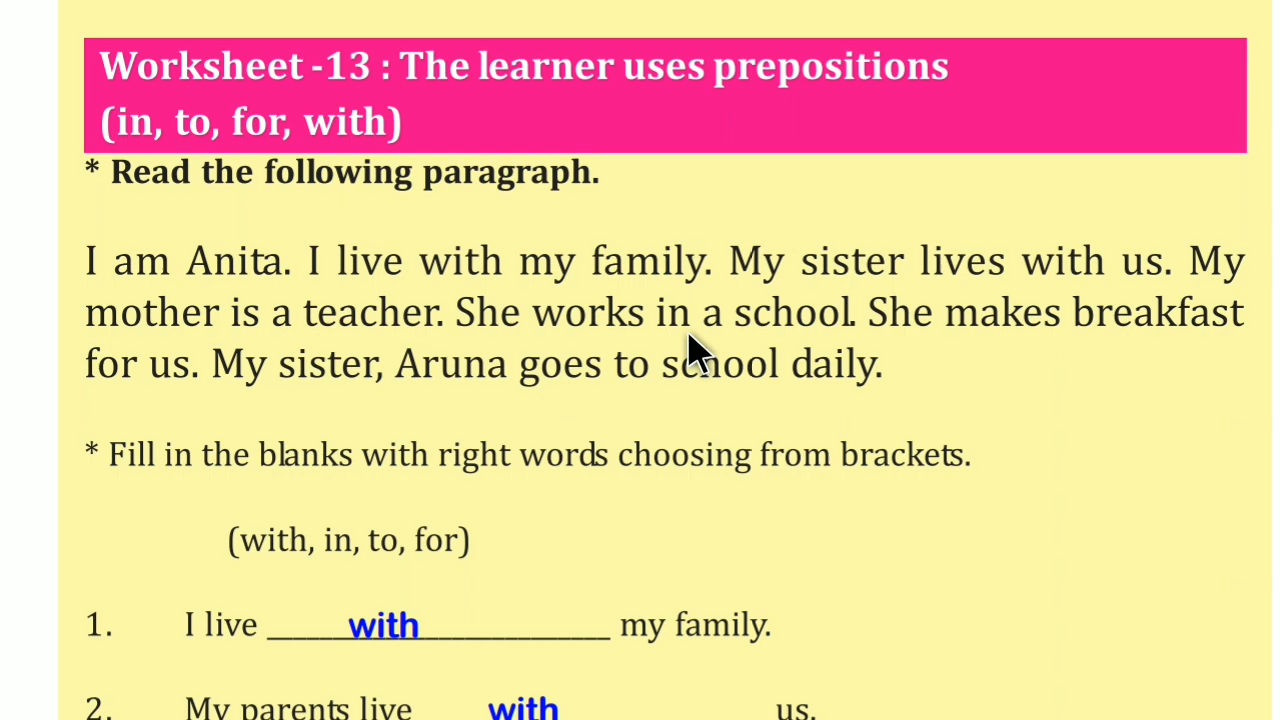 Worksheet -13 : The learner uses prepositions
(in, to, for, with)
* Read the following paragraph.
I am Anita. I live with my family. My sister lives with us. My
mother is a teacher. She works in a school. She makes breakfast
for us. My sister, Aruna goes to school daily.
* Fill in the blanks with right words choosing from brackets.
(with, in, to, for)
1. I live ______with______ my family.
2. My parents live with us.